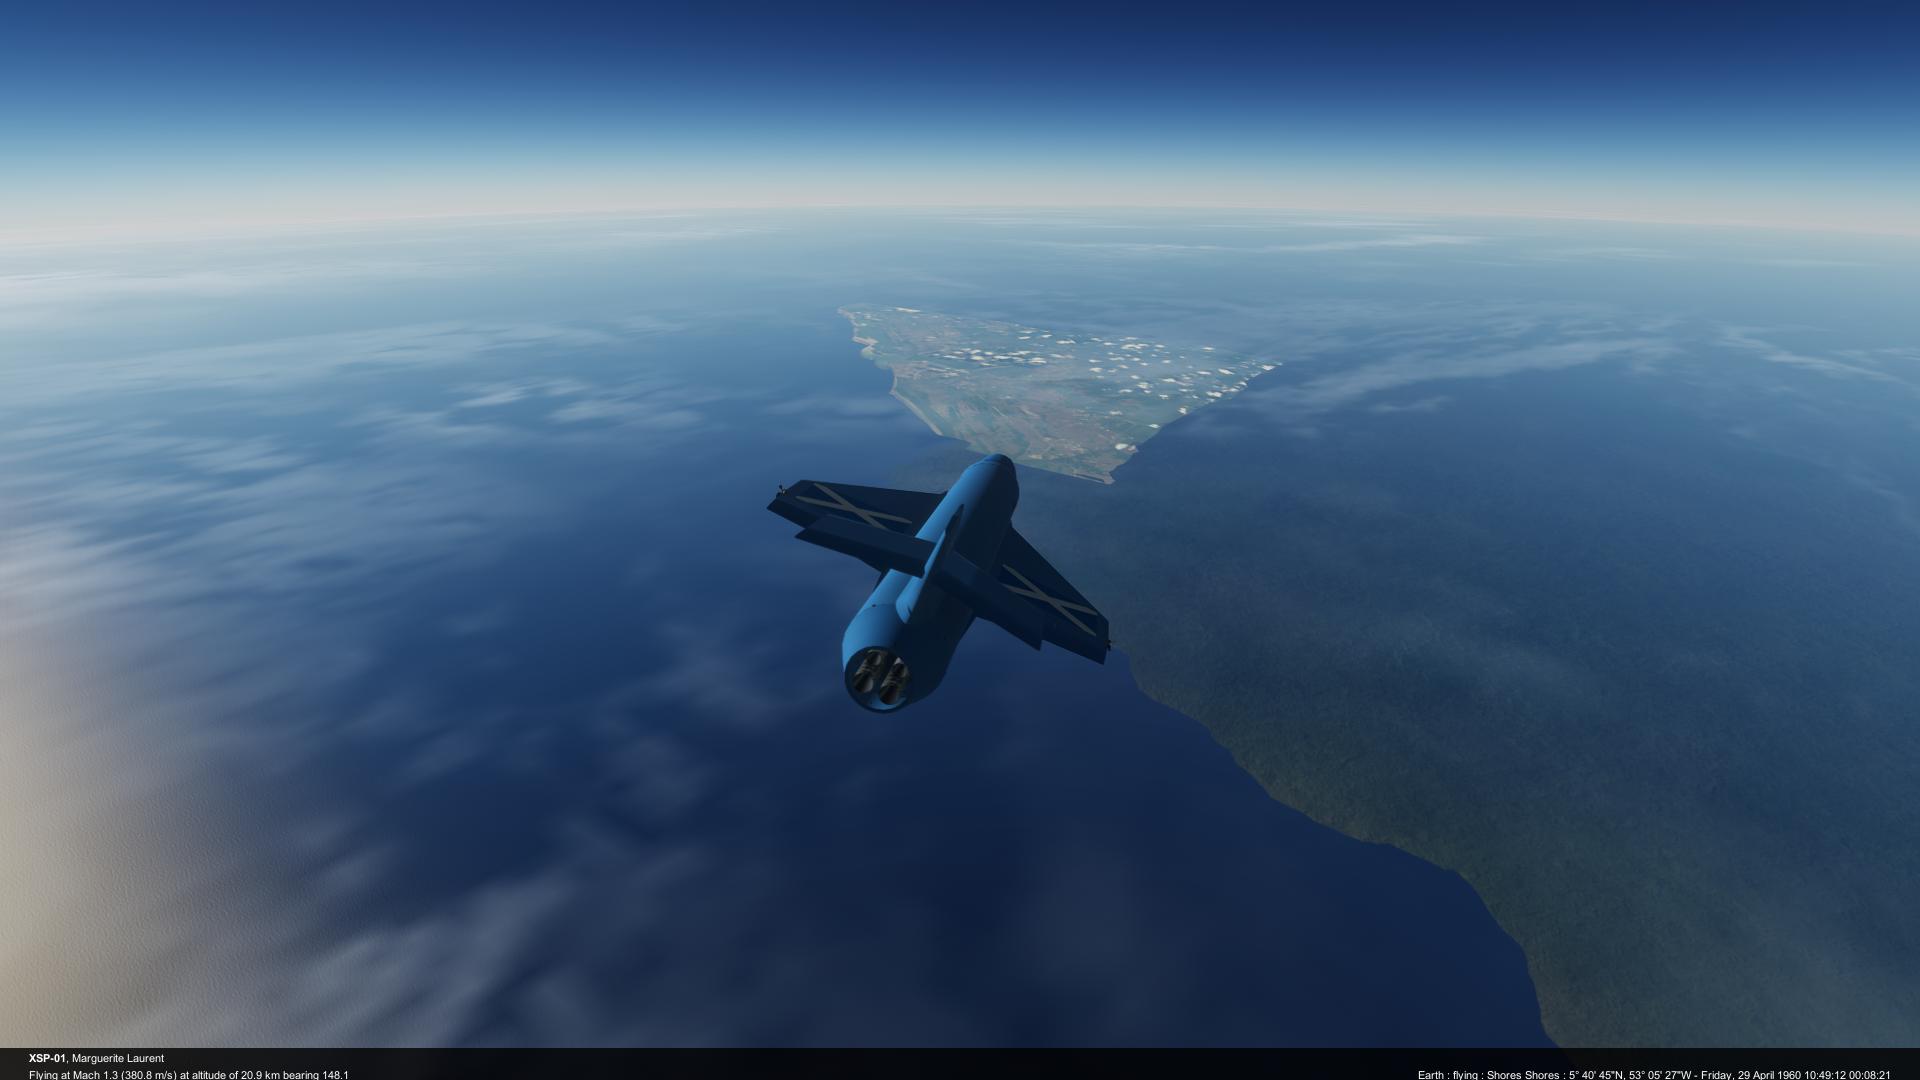 XSP-01, Marguerite Laurent
Flying at Mach 1.3 (380.8 m/s) at altitude of 20.9 km bearing 148.1
Earth : flying : Shores Shores : 5° 40' 45"N, 53° 05' 27"W - Friday, 29 April 1960 10:49:12 00:08:21